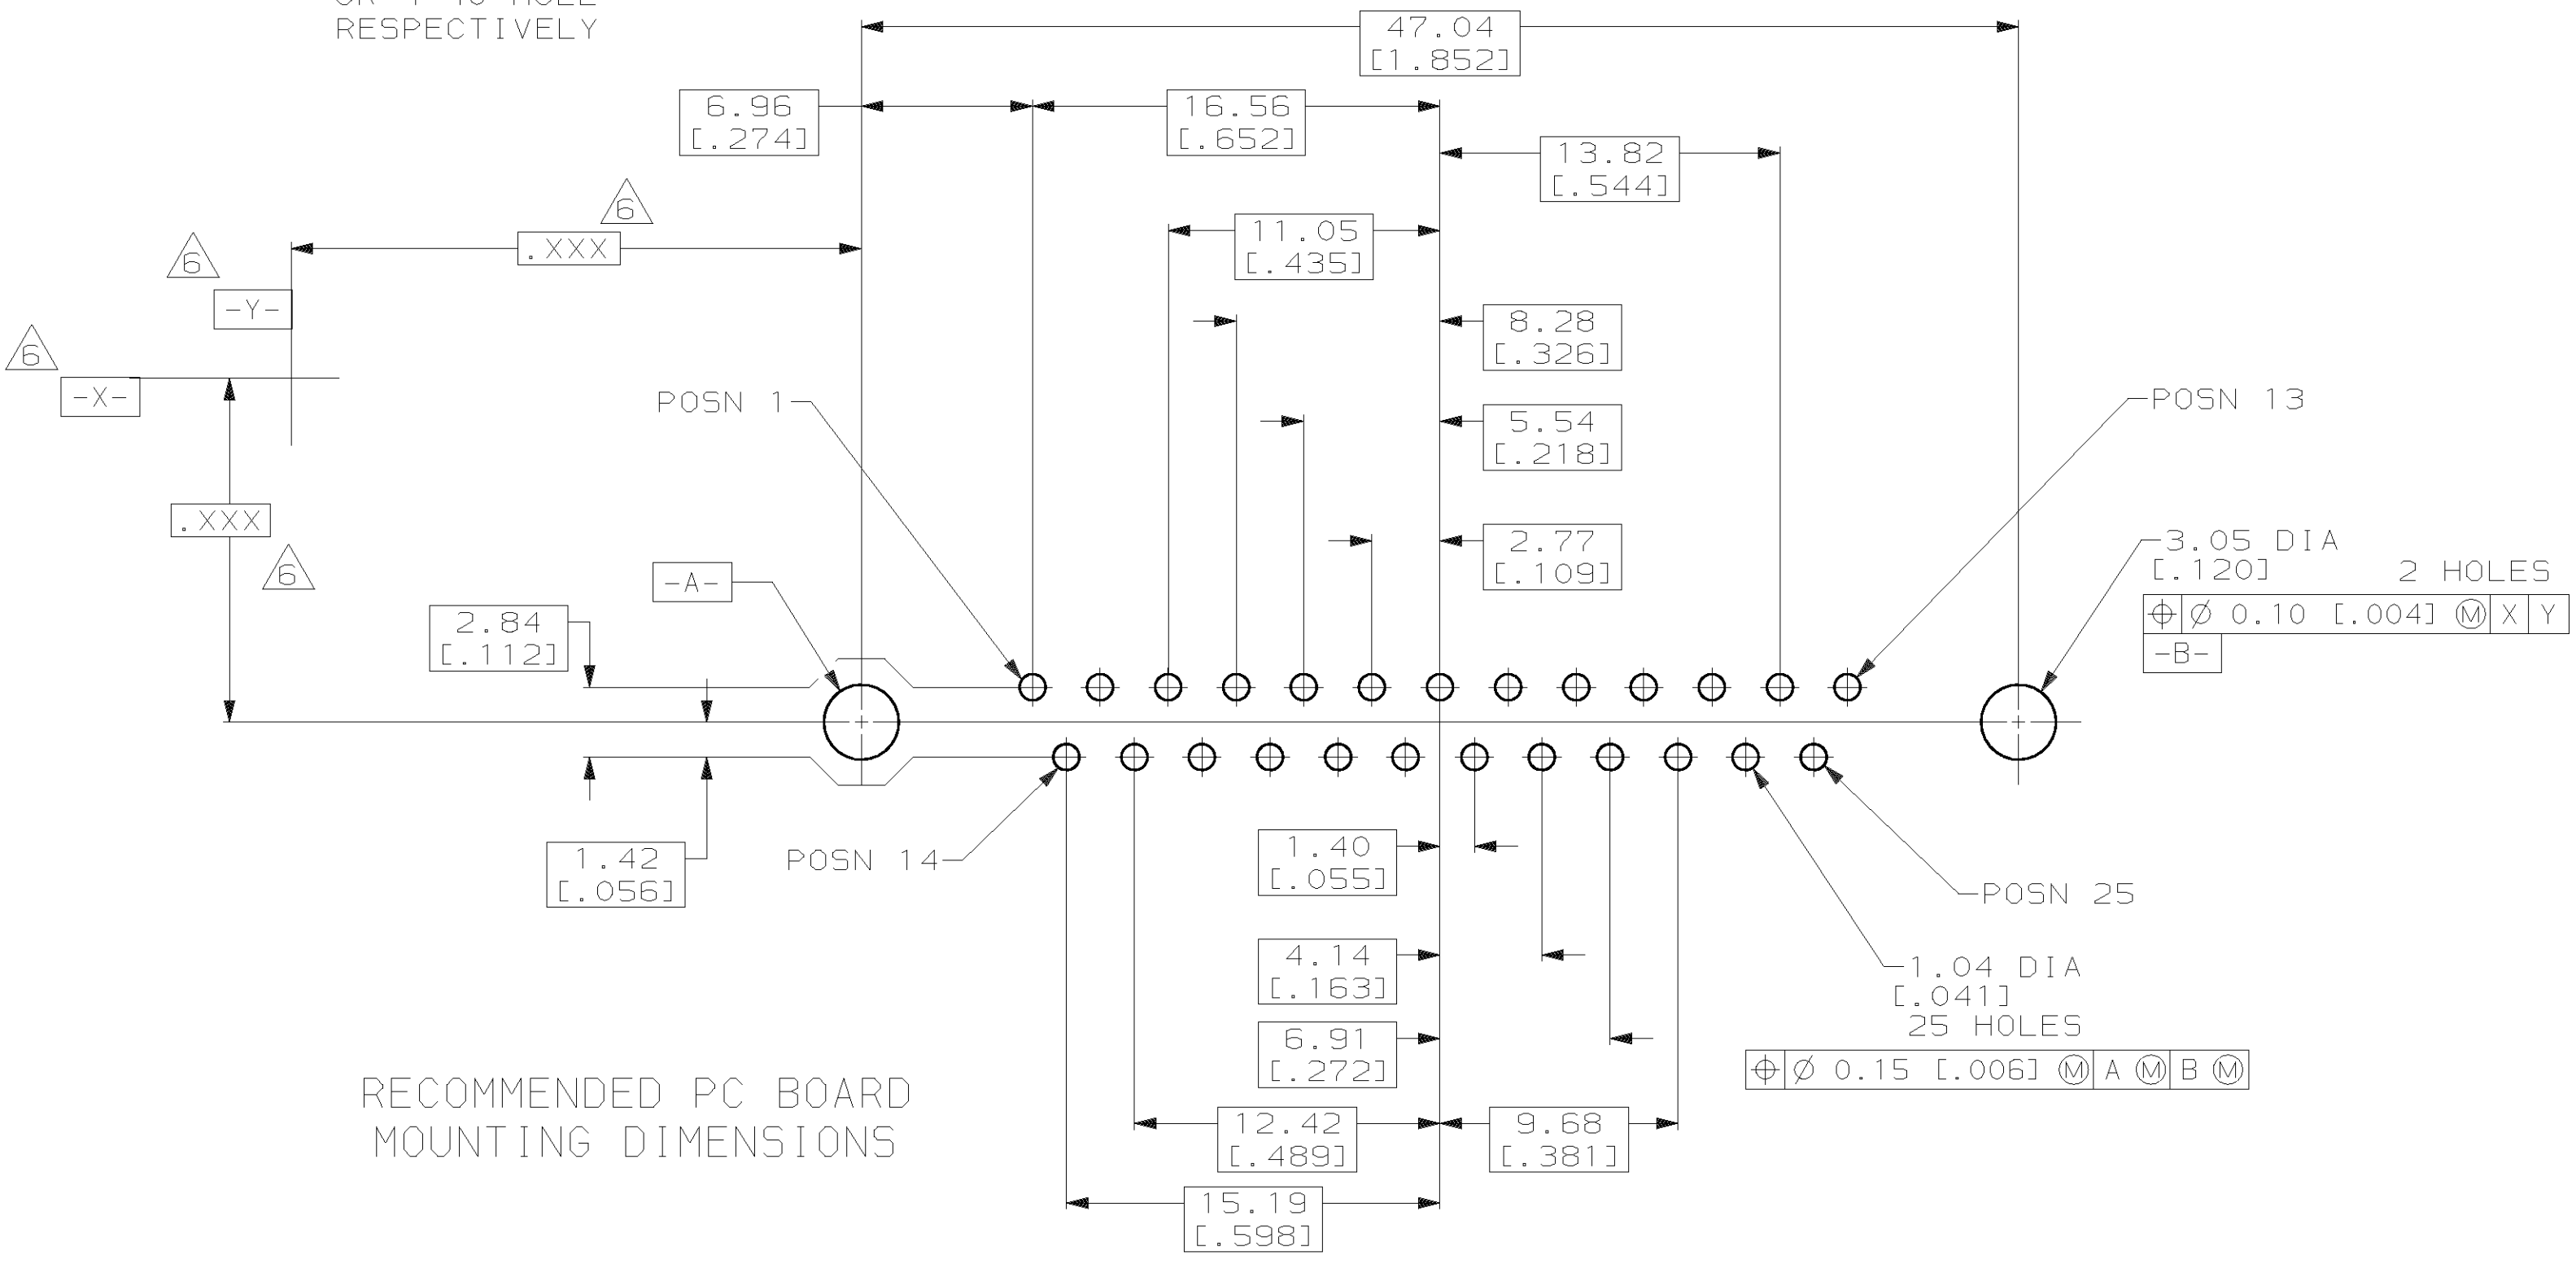 RESPECTIVELY
47.04
[1.852]
6.96
[.274]
16.56
[.652]
13.82
[.544]
6
.XXX
11.05
[.435]
6
-Y-
8.28
[.326]
6
-X-
POSN 1
5.54
[.218]
POSN 13
.XXX
6
2.77
[.109]
3.05 DIA
[.120] 2 HOLES
⌖ ⌀ 0.10 [.004] Ⓜ X Y
-B-
-A-
2.84
[.112]
1.42
[.056]
POSN 14
1.40
[.055]
POSN 25
4.14
[.163]
1.04 DIA
[.041]
25 HOLES
⌖ ⌀ 0.15 [.006] Ⓜ A Ⓜ B Ⓜ
6.91
[.272]
RECOMMENDED PC BOARD
MOUNTING DIMENSIONS
12.42
[.489]
9.68
[.381]
15.19
[.598]